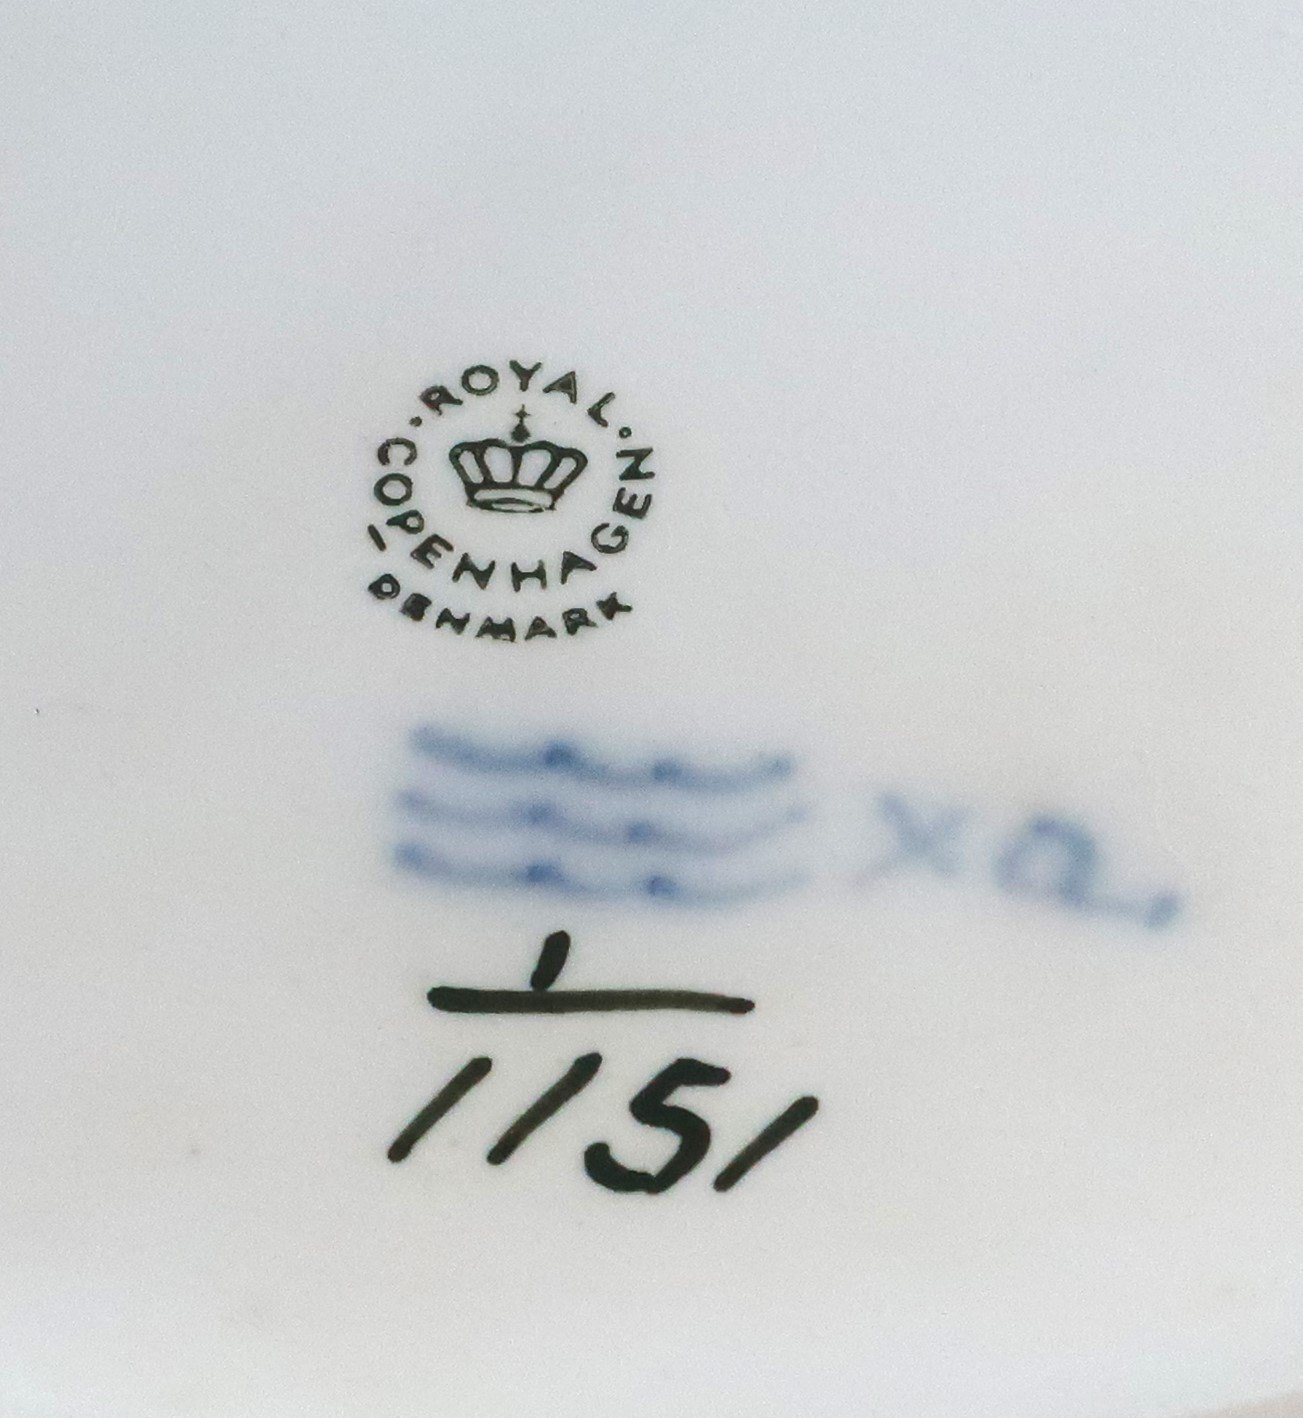 ROYAL
COPENHAGEN
DENMARK
1
1151